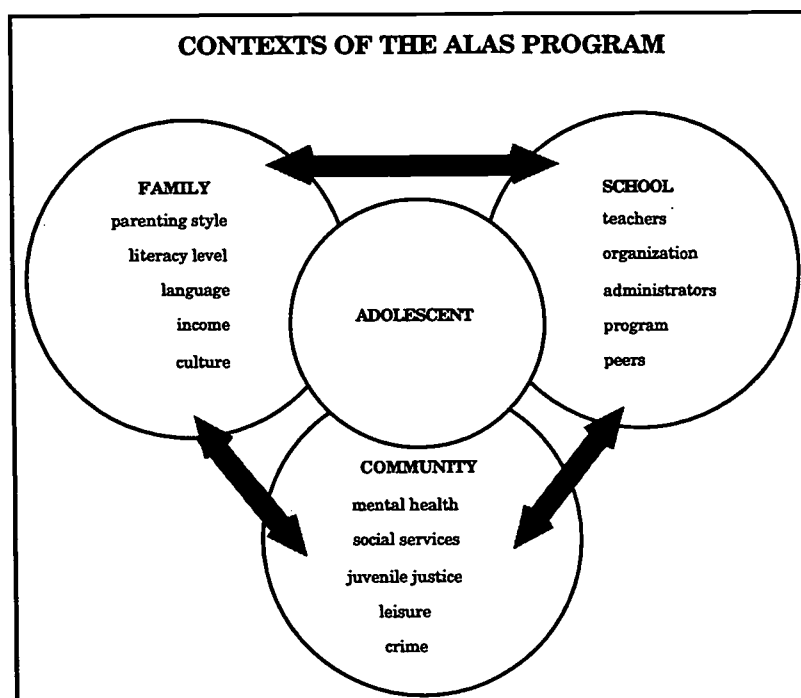 CONTEXTS OF THE ALAS PROGRAM
FAMILY
parenting style
literacy level
language
income
culture
SCHOOL
teachers
organization
administrators
program
peers
ADOLESCENT
COMMUNITY
mental health
social services
juvenile justice
leisure
crime